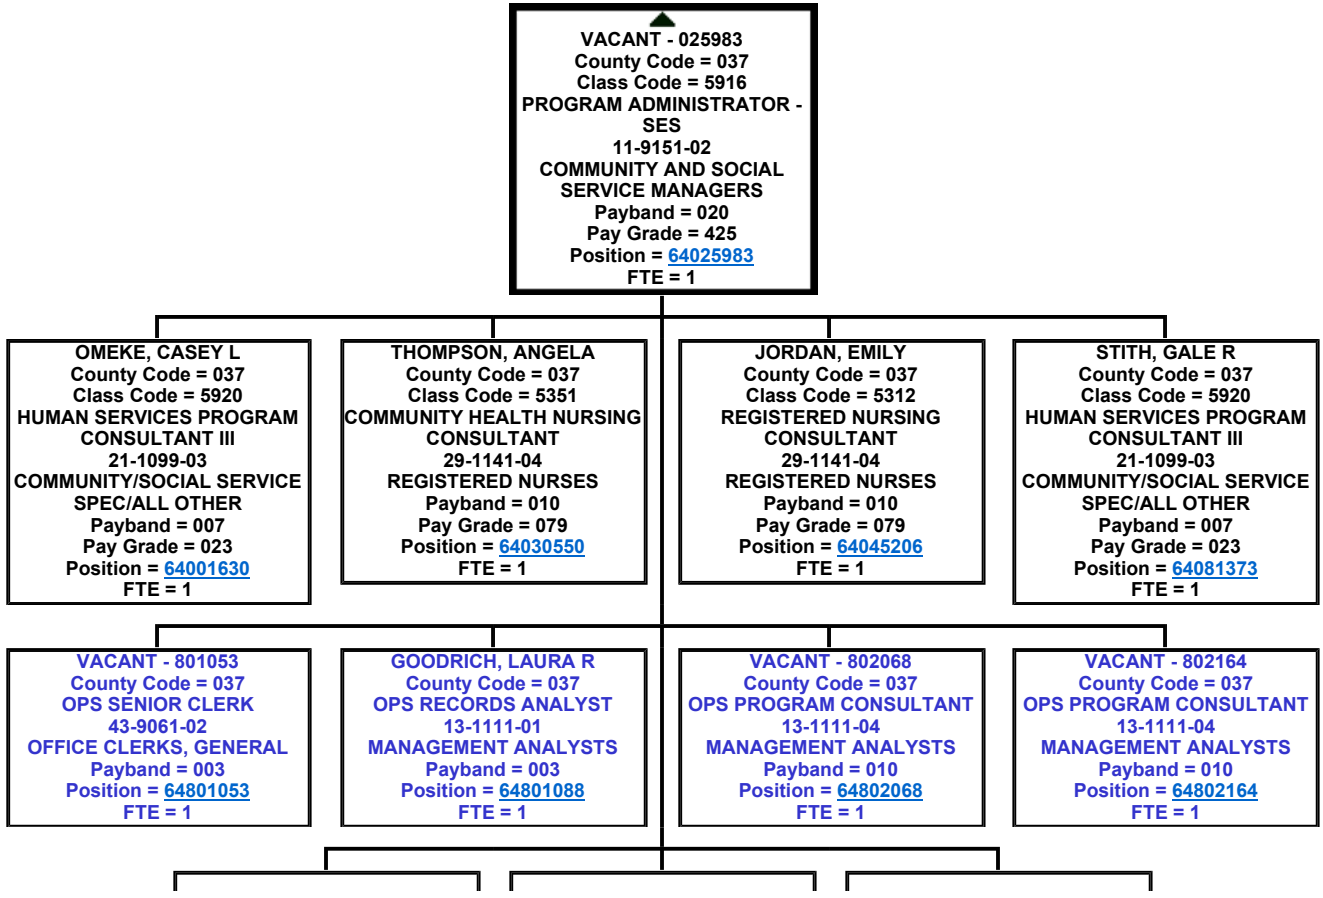 VACANT - 025983
County Code = 037
Class Code = 5916
PROGRAM ADMINISTRATOR -
SES
11-9151-02
COMMUNITY AND SOCIAL
SERVICE MANAGERS
Payband = 020
Pay Grade = 425
Position = 64025983
FTE = 1
OMEKE, CASEY L
County Code = 037
Class Code = 5920
HUMAN SERVICES PROGRAM
CONSULTANT III
21-1099-03
COMMUNITY/SOCIAL SERVICE
SPEC/ALL OTHER
Payband = 007
Pay Grade = 023
Position = 64001630
FTE = 1
THOMPSON, ANGELA
County Code = 037
Class Code = 5351
COMMUNITY HEALTH NURSING
CONSULTANT
29-1141-04
REGISTERED NURSES
Payband = 010
Pay Grade = 079
Position = 64030550
FTE = 1
JORDAN, EMILY
County Code = 037
Class Code = 5312
REGISTERED NURSING
CONSULTANT
29-1141-04
REGISTERED NURSES
Payband = 010
Pay Grade = 079
Position = 64045206
FTE = 1
STITH, GALE R
County Code = 037
Class Code = 5920
HUMAN SERVICES PROGRAM
CONSULTANT III
21-1099-03
COMMUNITY/SOCIAL SERVICE
SPEC/ALL OTHER
Payband = 007
Pay Grade = 023
Position = 64081373
FTE = 1
VACANT - 801053
County Code = 037
OPS SENIOR CLERK
43-9061-02
OFFICE CLERKS, GENERAL
Payband = 003
Position = 64801053
FTE = 1
GOODRICH, LAURA R
County Code = 037
OPS RECORDS ANALYST
13-1111-01
MANAGEMENT ANALYSTS
Payband = 003
Position = 64801088
FTE = 1
VACANT - 802068
County Code = 037
OPS PROGRAM CONSULTANT
13-1111-04
MANAGEMENT ANALYSTS
Payband = 010
Position = 64802068
FTE = 1
VACANT - 802164
County Code = 037
OPS PROGRAM CONSULTANT
13-1111-04
MANAGEMENT ANALYSTS
Payband = 010
Position = 64802164
FTE = 1